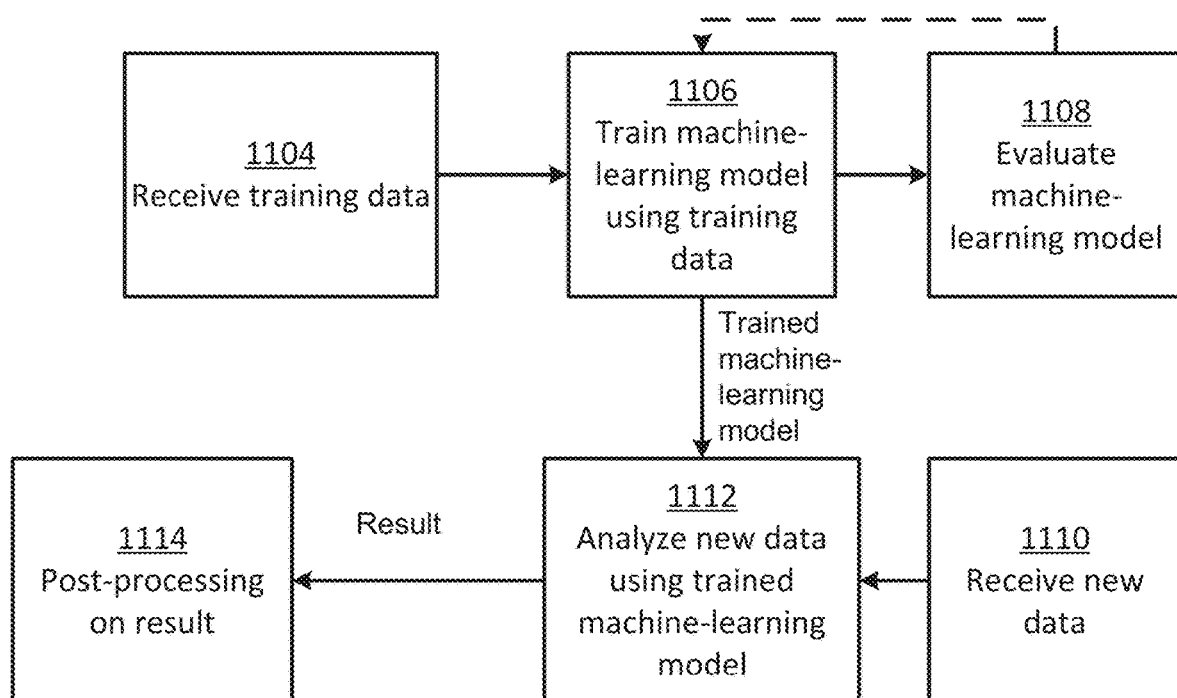 1104
Receive training data
1106
Train machine-
learning model
using training
data
1108
Evaluate
machine-
learning model
Trained
machine-
learning
model
1114
Post-processing
on result
Result
1112
Analyze new data
using trained
machine-learning
model
1110
Receive new
data